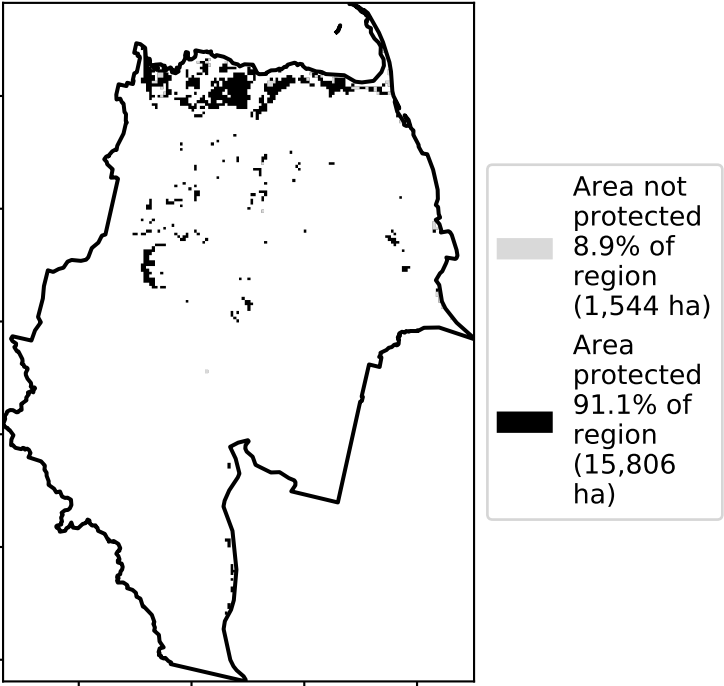 Area not
protected
8.9% of
region
(1,544 ha)
Area
protected
91.1% of
region
(15,806
ha)